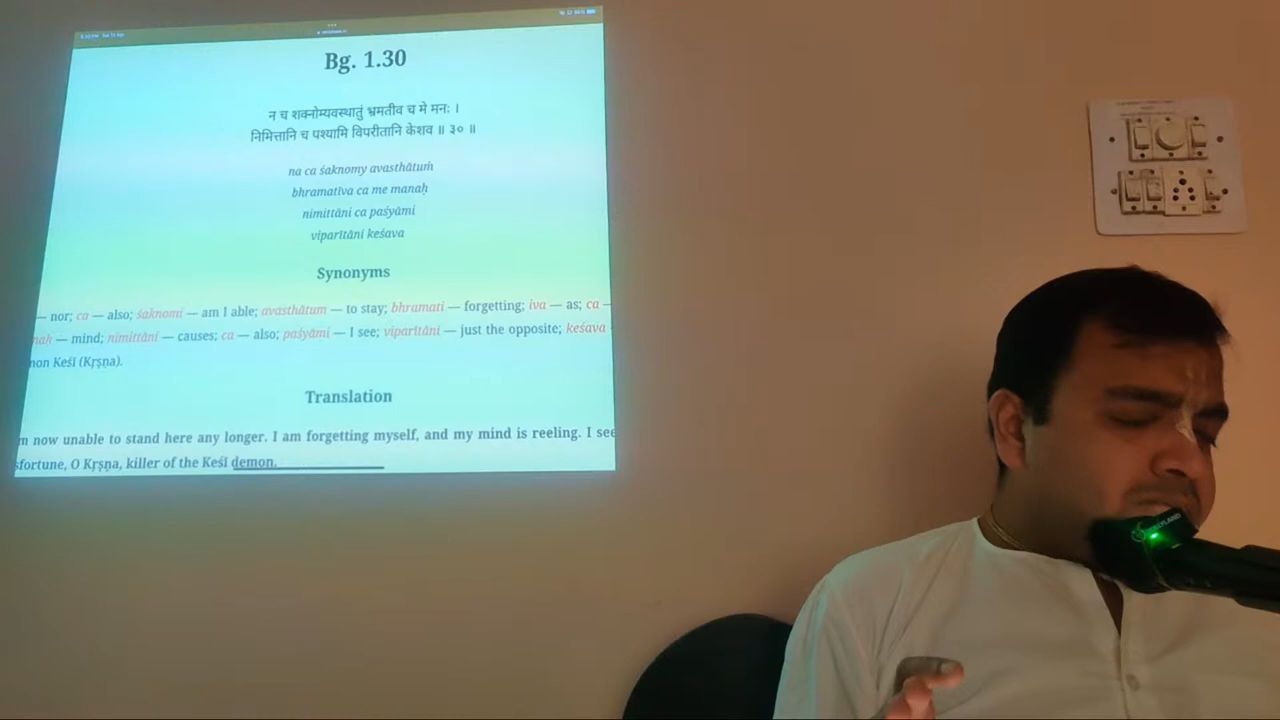 Bg. 1.30
न च शक्नोम्यवस्थातुं भ्रमतीव च मे मनः ।
निमित्तानि च पश्यामि विपरीतानि केशव ॥ ३० ॥
na ca śaknomy avasthātuṁ
bhramatīva ca me manaḥ
nimittāni ca paśyāmi
viparītāni keśava
Synonyms
— nor; ca — also; śaknomi — am I able; avasthātum — to stay; bhramati — forgetting; iva — as; ca —
naḥ — mind; nimittāni — causes; ca — also; paśyāmi — I see; viparītāni — just the opposite; keśava
mon Keśī (Kṛṣṇa).
Translation
m now unable to stand here any longer. I am forgetting myself, and my mind is reeling. I see
sfortune, O Kṛṣṇa, killer of the Keśī demon.